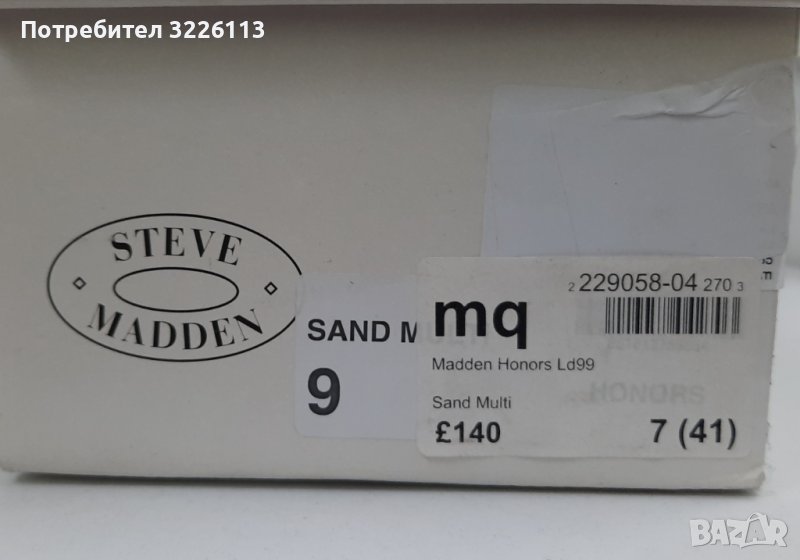 Потребител 3226113
STEVE
MADDEN
SAND M
9
2 229058-04 270 3
mq
Madden Honors Ld99
HONORS
Sand Multi
£140
7 (41)
BAZAR